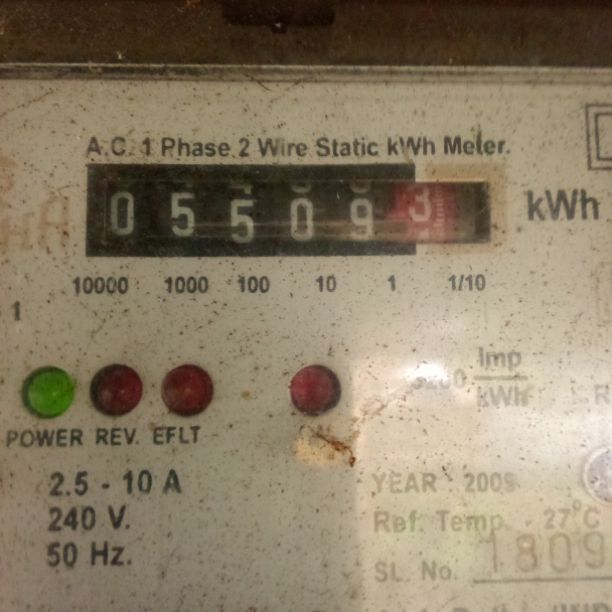 A.C. 1 Phase 2 Wire Static kWh Meter.
0 5 5 0 9 3 kWh
10000 1000 100 10 1 1/10
1
Imp
3200 kWh
POWER REV. EFLT
2.5 - 10 A
240 V.
50 Hz.
YEAR 2009
Ref. Temp. - 27°C
SL. No. 1809